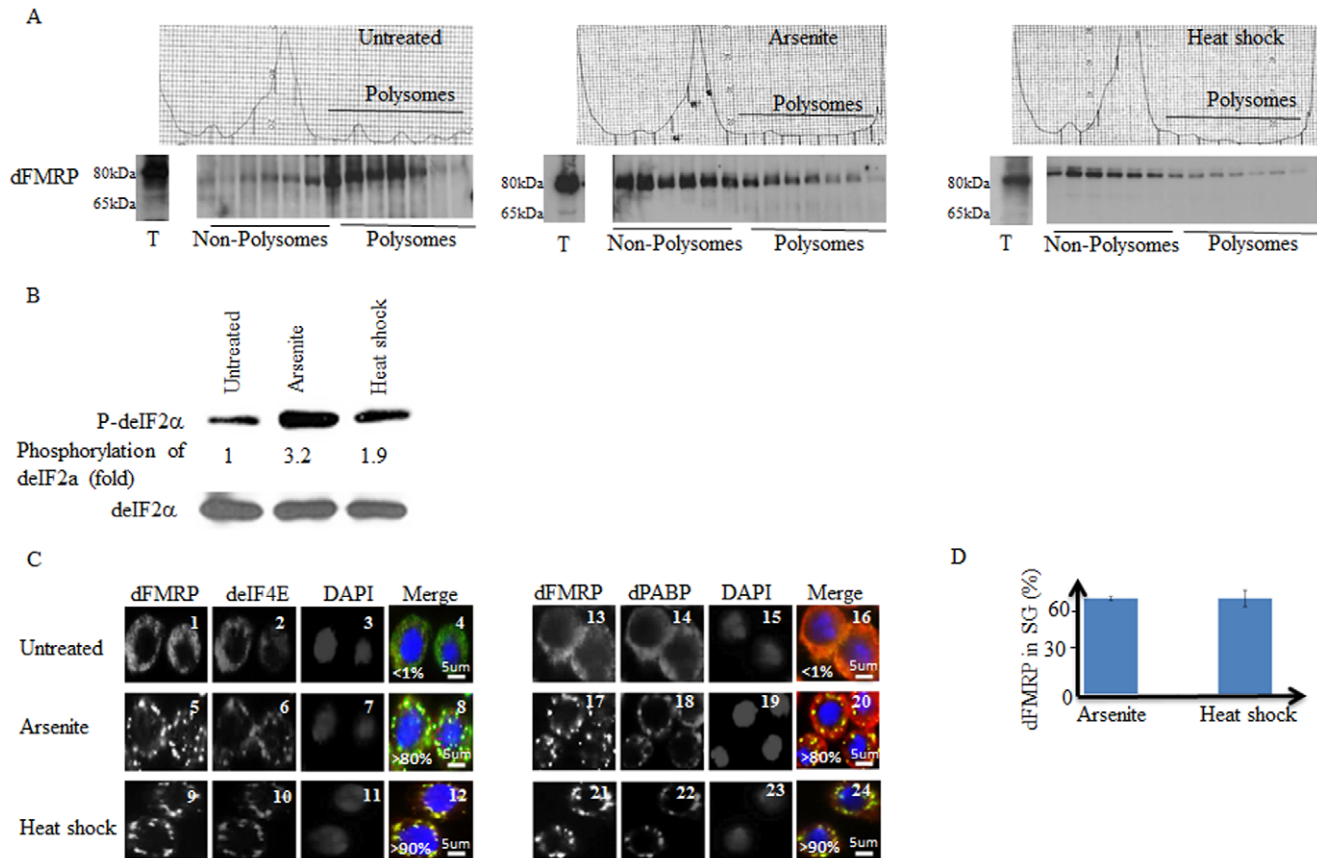 A
Untreated
Polysomes
Arsenite
Polysomes
Heat shock
Polysomes
dFMRP
80kDa
65kDa
T
Non-Polysomes
Polysomes
80kDa
65kDa
T
Non-Polysomes
Polysomes
80kDa
65kDa
T
Non-Polysomes
Polysomes
B
Untreated
Arsenite
Heat shock
P-deIF2α
Phosphorylation of
deIF2a (fold)
1 3.2 1.9
deIF2α
C
dFMRP deIF4E DAPI Merge
Untreated
1 2 3 4
<1% 5um
Arsenite
5 6 7 8
>80% 5um
Heat shock
9 10 11 12
>90% 5um
dFMRP dPABP DAPI Merge
13 14 15 16
<1% 5um
17 18 19 20
>80% 5um
21 22 23 24
>90% 5um
D
dFMRP in SG (%)
60
30
0
Arsenite Heat shock